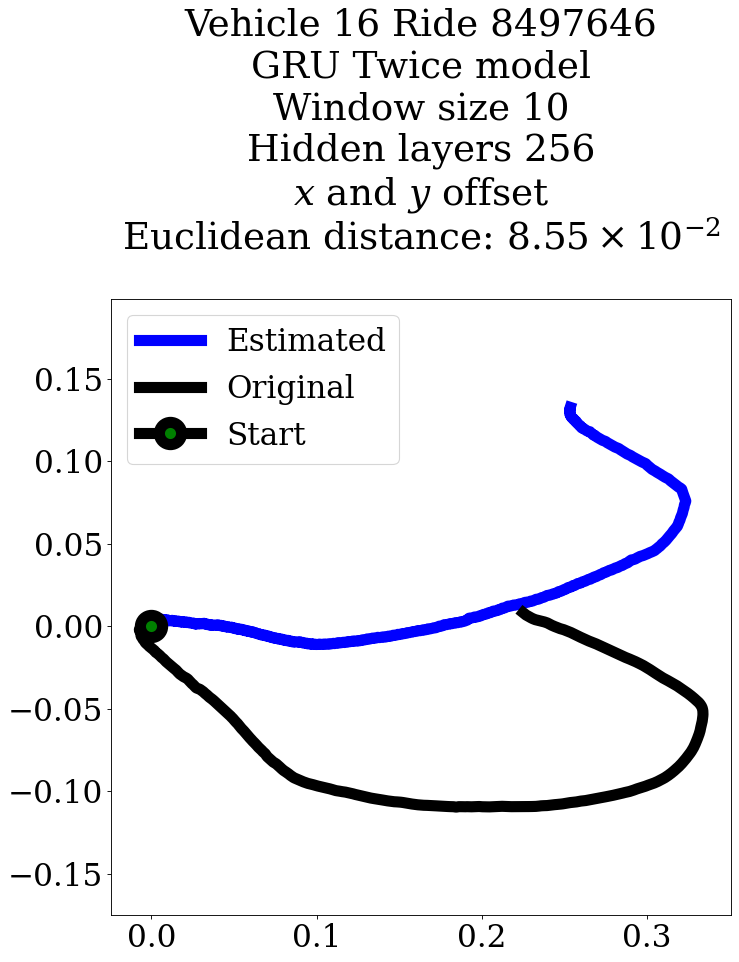 Vehicle 16 Ride 8497646
GRU Twice model
Window size 10
Hidden layers 256
x and y offset
Euclidean distance: 8.55 × 10⁻²
Estimated
Original
Start
0.15
0.10
0.05
0.00
−0.05
−0.10
−0.15
0.0 0.1 0.2 0.3